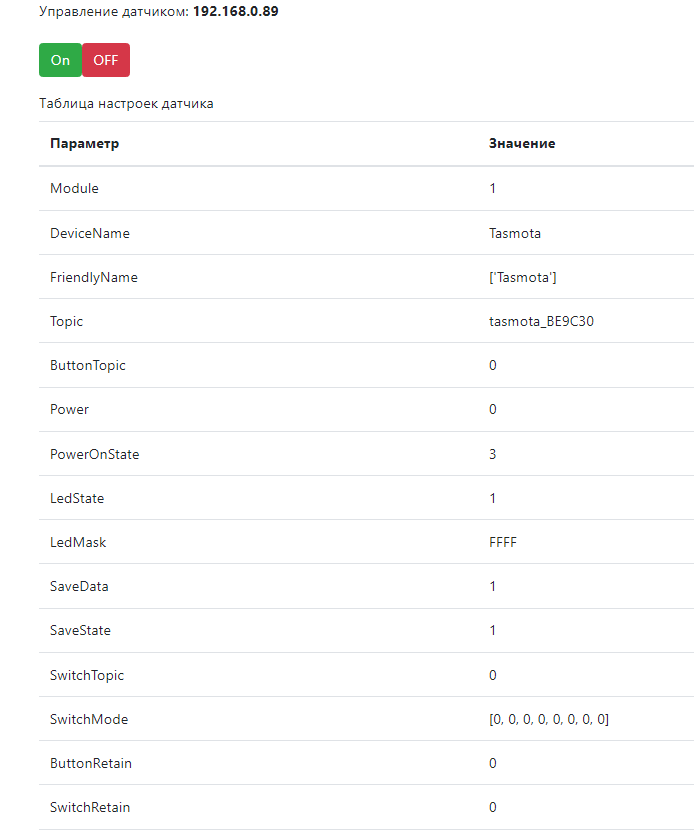 Управление датчиком: 192.168.0.89
On OFF
Таблица настроек датчика
Параметр Значение
Module 1
DeviceName Tasmota
FriendlyName ['Tasmota']
Topic tasmota_BE9C30
ButtonTopic 0
Power 0
PowerOnState 3
LedState 1
LedMask FFFF
SaveData 1
SaveState 1
SwitchTopic 0
SwitchMode [0, 0, 0, 0, 0, 0, 0, 0]
ButtonRetain 0
SwitchRetain 0